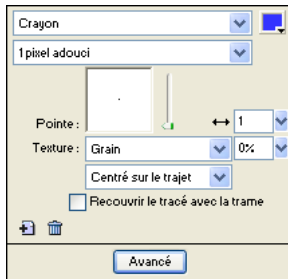 Crayon
1 pixel adouci
Pointe : 1
Texture : Grain 0%
Centré sur le trajet
Recouvrir le tracé avec la trame
Avancé